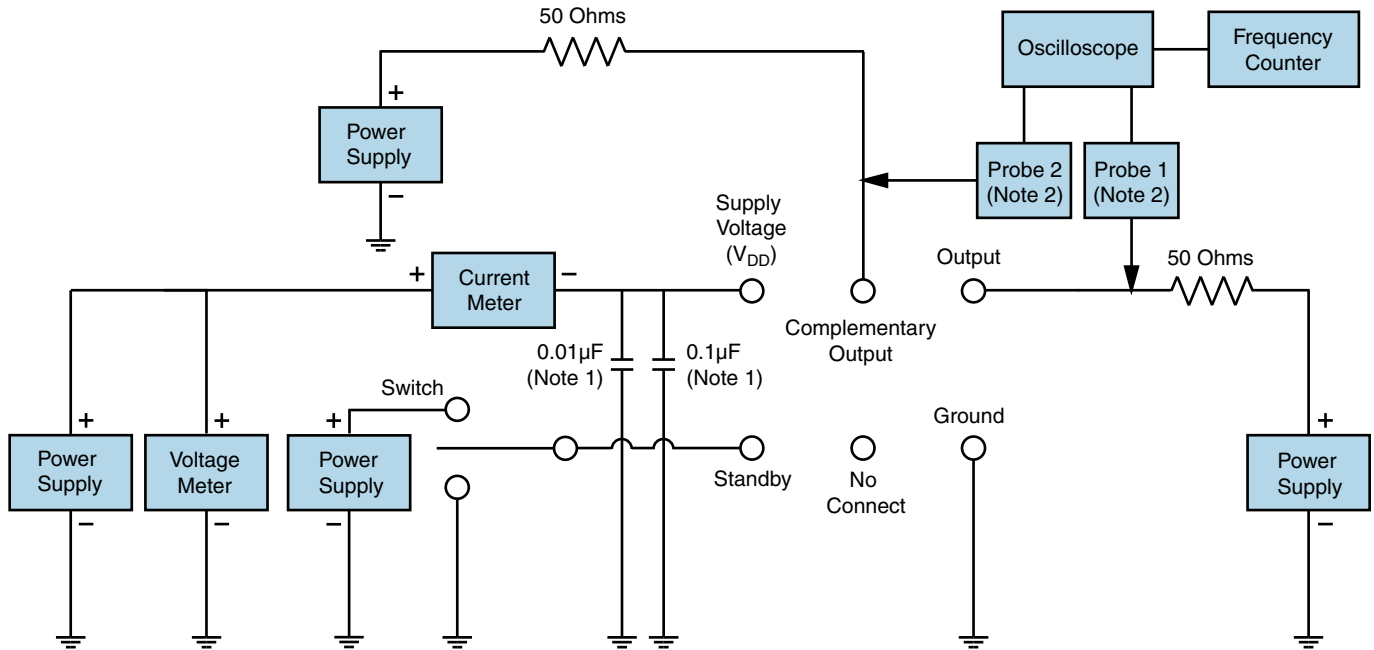 50 Ohms
Oscilloscope
Frequency
Counter
+
Power
Supply
−
Probe 2
(Note 2)
Probe 1
(Note 2)
Supply
Voltage
(VDD)
Output
50 Ohms
+
Current
Meter
−
Complementary
Output
0.01µF
(Note 1)
0.1µF
(Note 1)
Switch
Ground
+
Power
Supply
−
+
Voltage
Meter
−
+
Power
Supply
−
Standby
No
Connect
+
Power
Supply
−